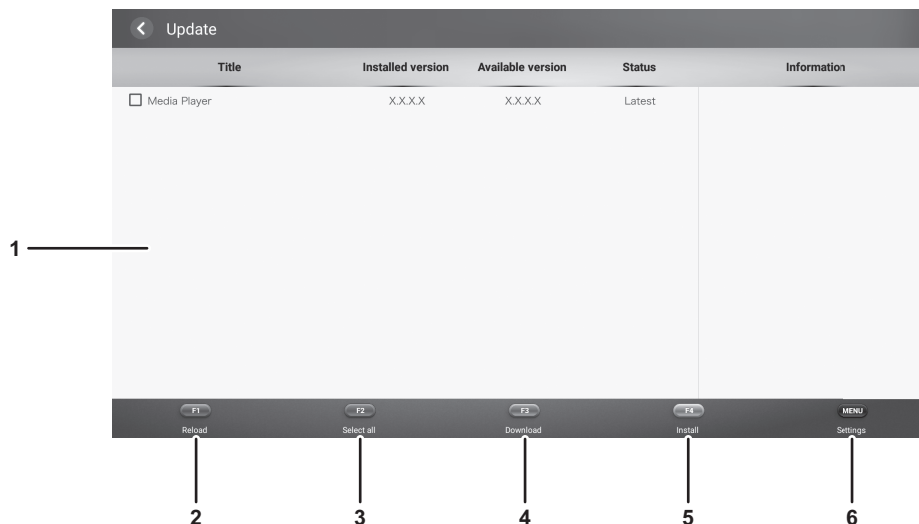 Update
Title Installed version Available version Status Information
Media Player X.X.X.X X.X.X.X Latest
1
F1 F2 F3 F4 MENU
Reload Select all Download Install Settings
2 3 4 5 6